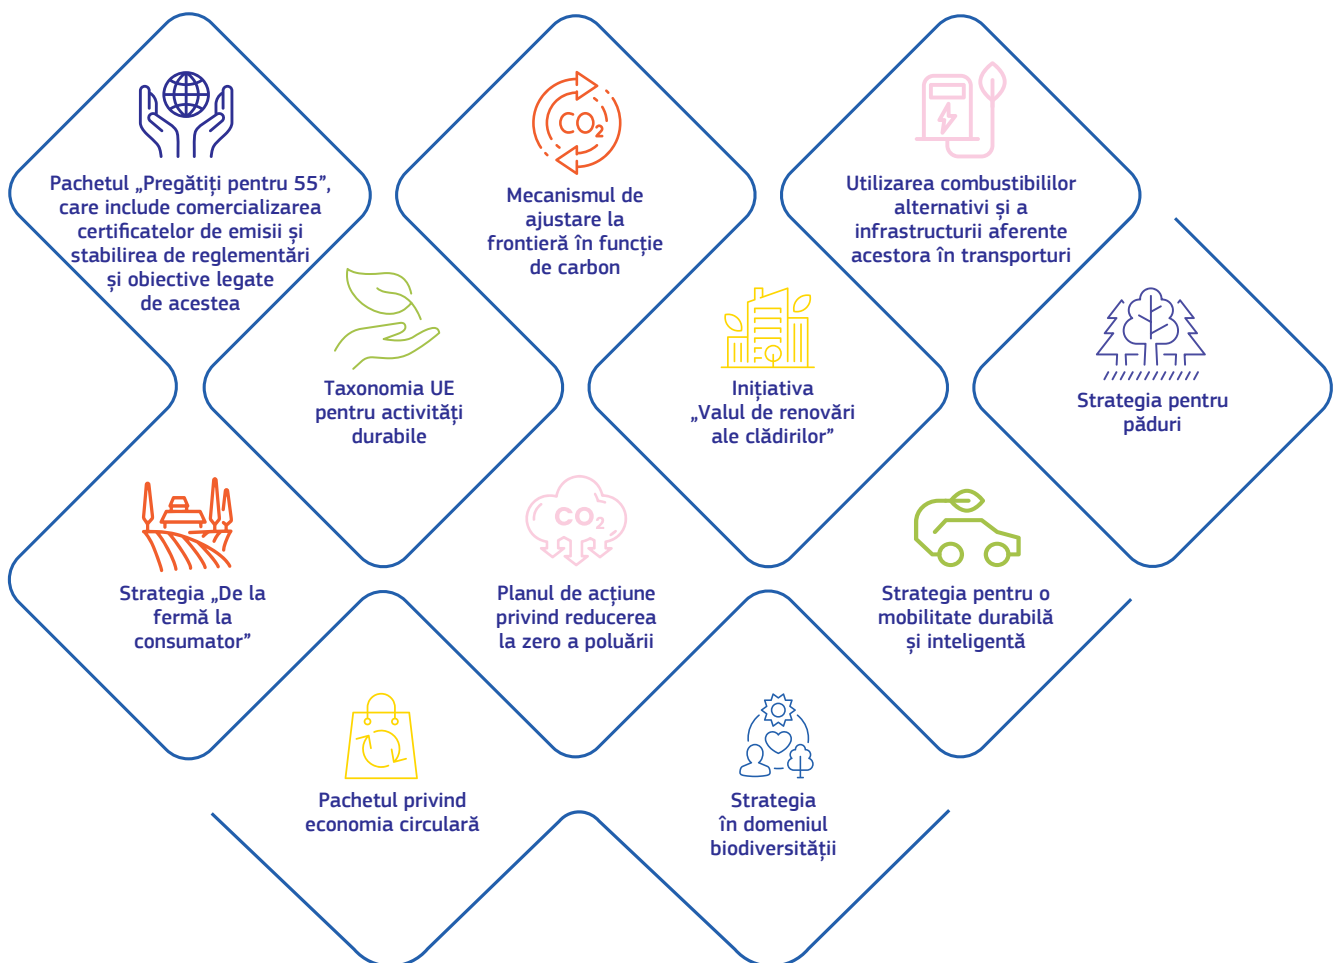 Pachetul „Pregătiți pentru 55”,
care include comercializarea
certificatelor de emisii și
stabilirea de reglementări
și obiective legate
de acestea
CO₂
Mecanismul de
ajustare la
frontieră în funcție
de carbon
Utilizarea combustibililor
alternativi și a
infrastructurii aferente
acestora în transporturi
Taxonomia UE
pentru activități
durabile
Inițiativa
„Valul de renovări
ale clădirilor”
Strategia pentru
păduri
Strategia „De la
fermă la
consumator”
CO₂
Planul de acțiune
privind reducerea
la zero a poluării
Strategia pentru o
mobilitate durabilă
și inteligentă
Pachetul privind
economia circulară
Strategia
în domeniul
biodiversității